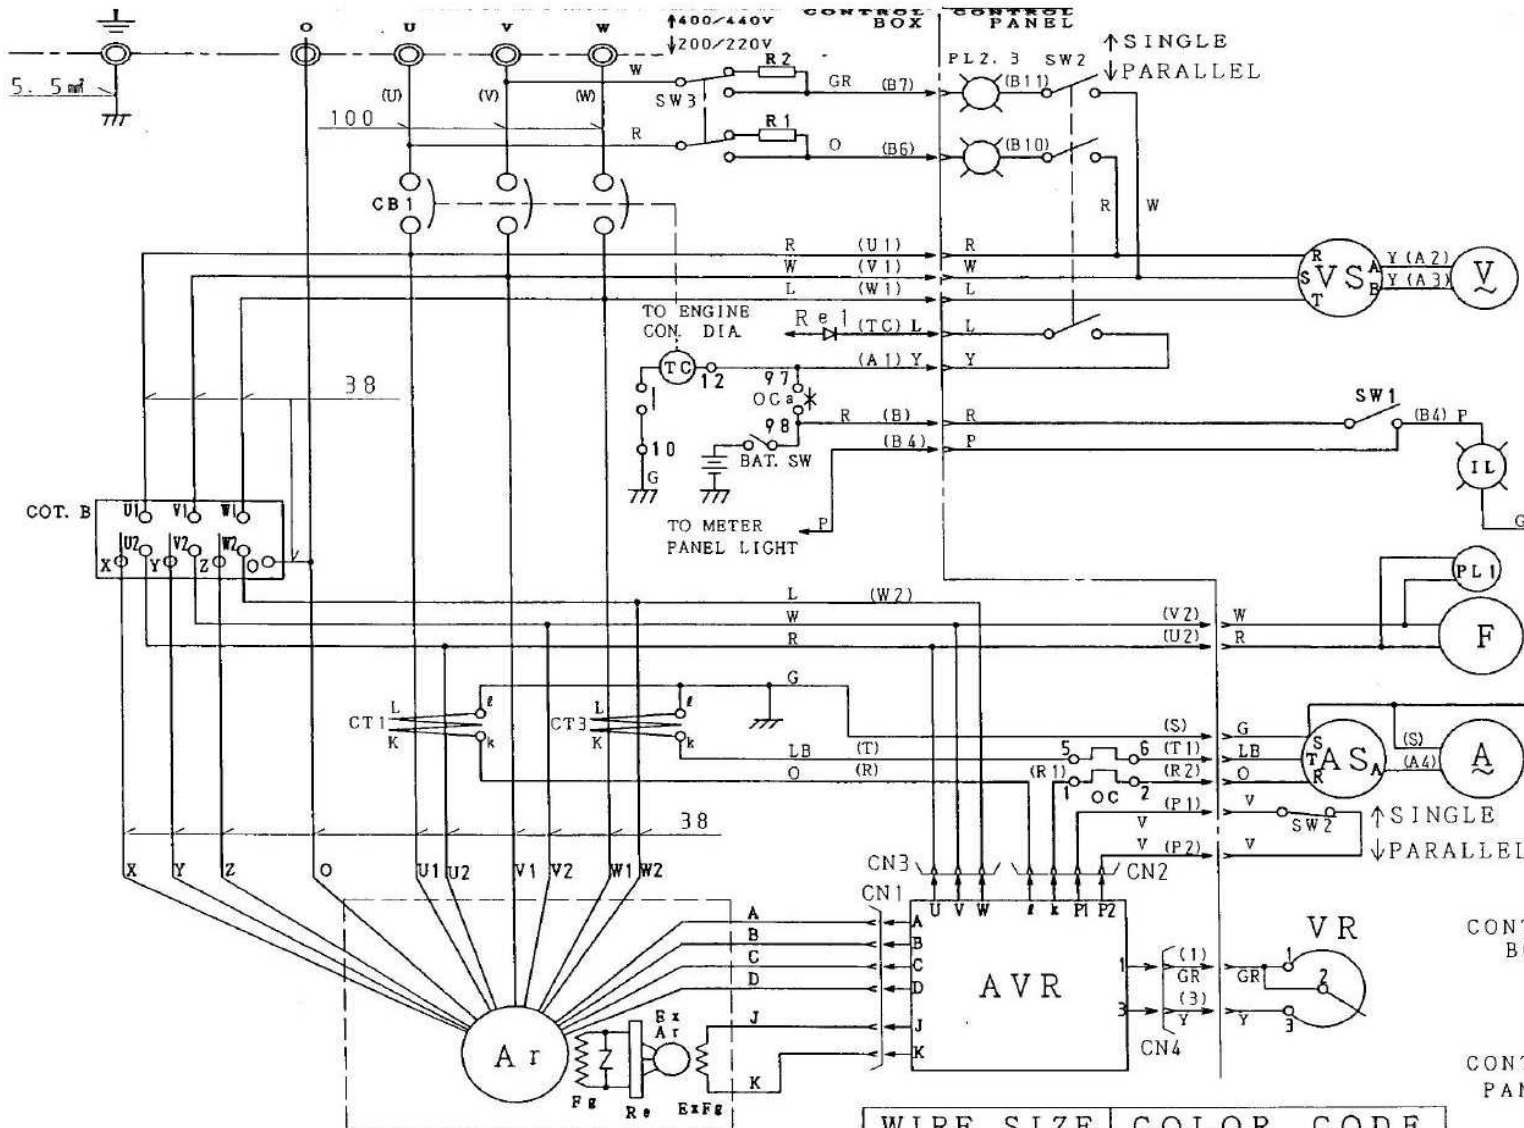 CONTROL BOX
CONTROL PANEL
O U V W
↑400/440V
↓200/220V
5.5㎟
(U) (V) (W)
100
W
R
SW3
R2
R1
GR (B7)
O (B6)
PL2.3 SW2
(B11)
(B10)
↑SINGLE
↓PARALLEL
R W
CB1
R (U1) R
W (V1) W
L (W1) L
R S T VS A B
Y (A2)
Y (A3)
V
TO ENGINE
CON. DIA
Re1 (TC) L L
(A1) Y Y
TC 12
1
10
G
97
OCa
98
BAT. SW
R (B) R
(B4) P
SW1
(B4) P
IL
G
TO METER
PANEL LIGHT
P
38
COT. B
U1 V1 W1
U2 V2 W2
X Y Z O
L (W2)
W (V2) W
R (U2) R
PL1
F
G
L K CT1 ℓ k
L K CT3 ℓ k
(S) G
LB (T) 5 6 (T1) LB
O (R) (R1) 1 OC 2 (R2) O
S T R AS A
(S)
(A4)
A
(P1) V
V
V (P2) V
SW2
↑SINGLE
↓PARALLEL
38
X Y Z O U1 U2 V1 V2 W1 W2
CN3
CN2
CN1
U V W ℓ k P1 P2
A A
B B
C C
D D
J J
K K
AVR
1
3
(1)
GR GR
(3)
Y Y
CN4
VR
1
2
3
Ar
Fg
Re
Ex
Ar
ExFg
CONT
PAN
WIRE SIZE COLOR CODE